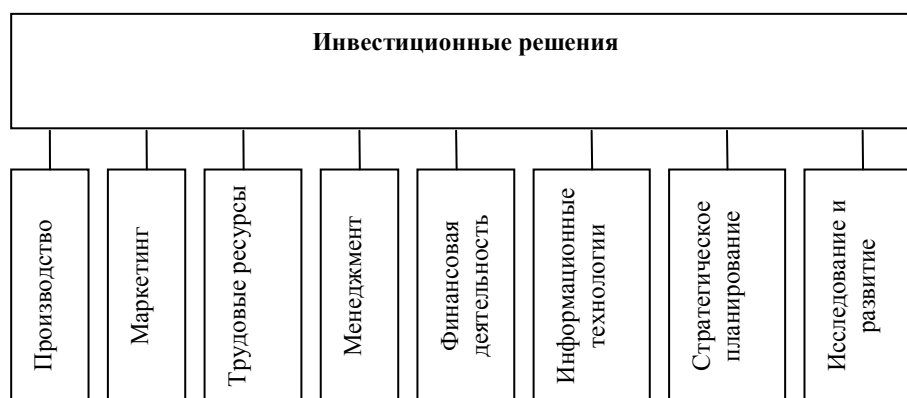 Инвестиционные решения
Производство
Маркетинг
Трудовые ресурсы
Менеджмент
Финансовая
деятельность
Информационные
технологии
Стратегическое
планирование
Исследование и
развитие